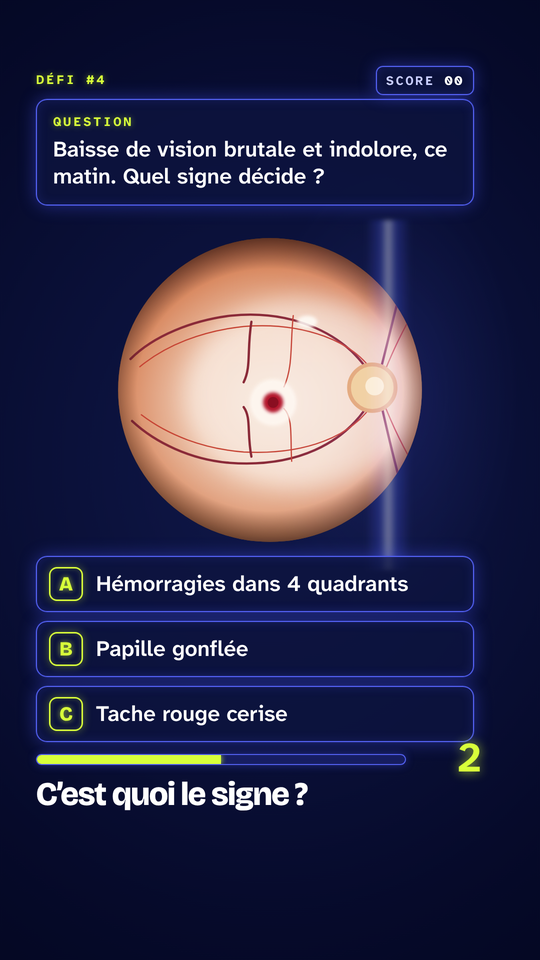 DÉFI #4
SCORE 00
QUESTION
Baisse de vision brutale et indolore, ce
matin. Quel signe décide ?
A Hémorragies dans 4 quadrants
B Papille gonflée
C Tache rouge cerise
2
C'est quoi le signe ?